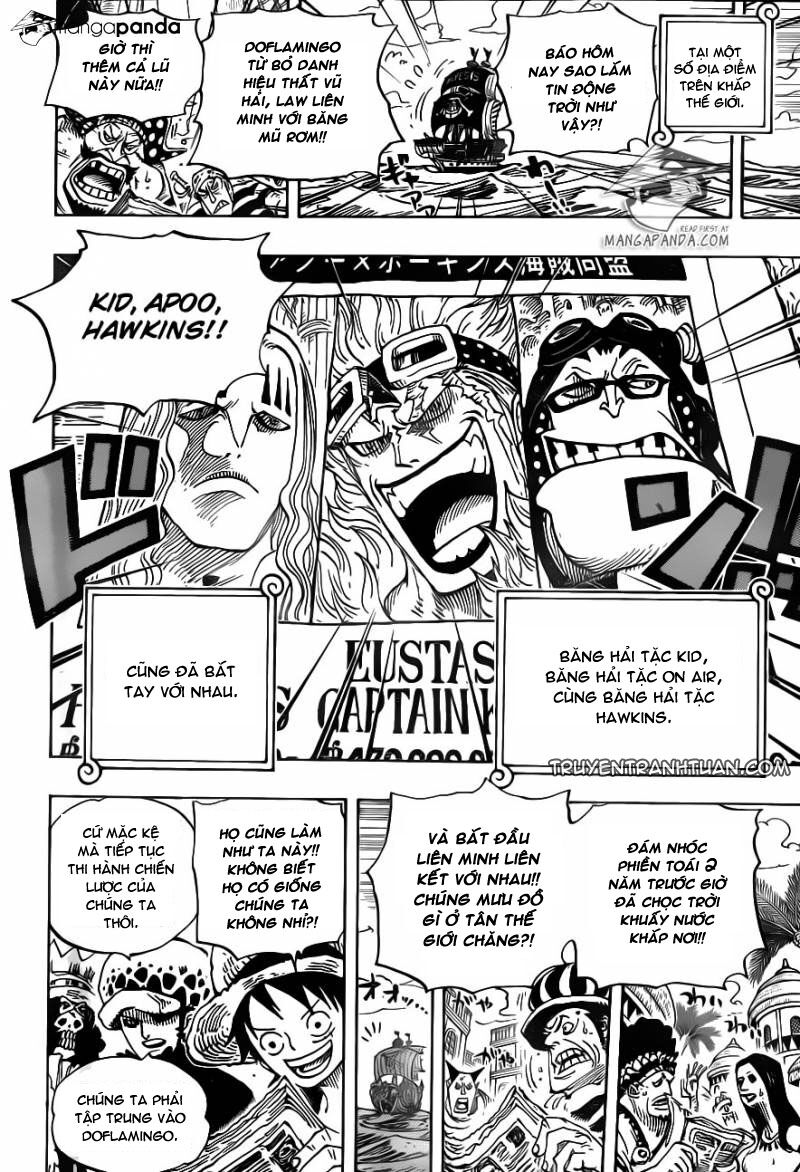 mangapanda
TẠI MỘT
SỐ ĐỊA ĐIỂM
TRÊN KHẮP
THẾ GIỚI.
BÁO HÔM
NAY SAO LẮM
TIN ĐỘNG
TRỜI NHƯ
VẬY?!
DOFLAMINGO
TỪ BỎ DANH
HIỆU THẤT VŨ
HẢI, LAW LIÊN
MINH VỚI BĂNG
MŨ RƠM!!
GIỜ THÌ
THÊM CẢ LŨ
NÀY NỮA!!
READ FIRST AT
MANGAPANDA.COM
海賊同盟
KID, APOO,
HAWKINS!!
ド
EUSTAS
CAPTAIN K
BĂNG HẢI TẶC KID,
BĂNG HẢI TẶC ON AIR,
CÙNG BĂNG HẢI TẶC
HAWKINS.
CŨNG ĐÃ BẮT
TAY VỚI NHAU.
TRUYENTRANHTUAN.COM
ĐÁM NHÓC
PHIỀN TOÁI 2
NĂM TRƯỚC GIỜ
ĐÃ CHỌC TRỜI
KHUẤY NƯỚC
KHẮP NƠI!!
VÀ BẮT ĐẦU
LIÊN MINH LIÊN
KẾT VỚI NHAU!!
CHÚNG MƯU ĐỒ
GÌ Ở TÂN THẾ
GIỚI CHĂNG?!
HỌ CŨNG LÀM
NHƯ TA NÀY!!
KHÔNG BIẾT
HỌ CÓ GIỐNG
CHÚNG TA
KHÔNG NHỈ?!
CỨ MẶC KỆ
MÀ TIẾP TỤC
THI HÀNH CHIẾN
LƯỢC CỦA
CHÚNG TA
THÔI.
CHÚNG TA PHẢI
TẬP TRUNG VÀO
DOFLAMINGO.